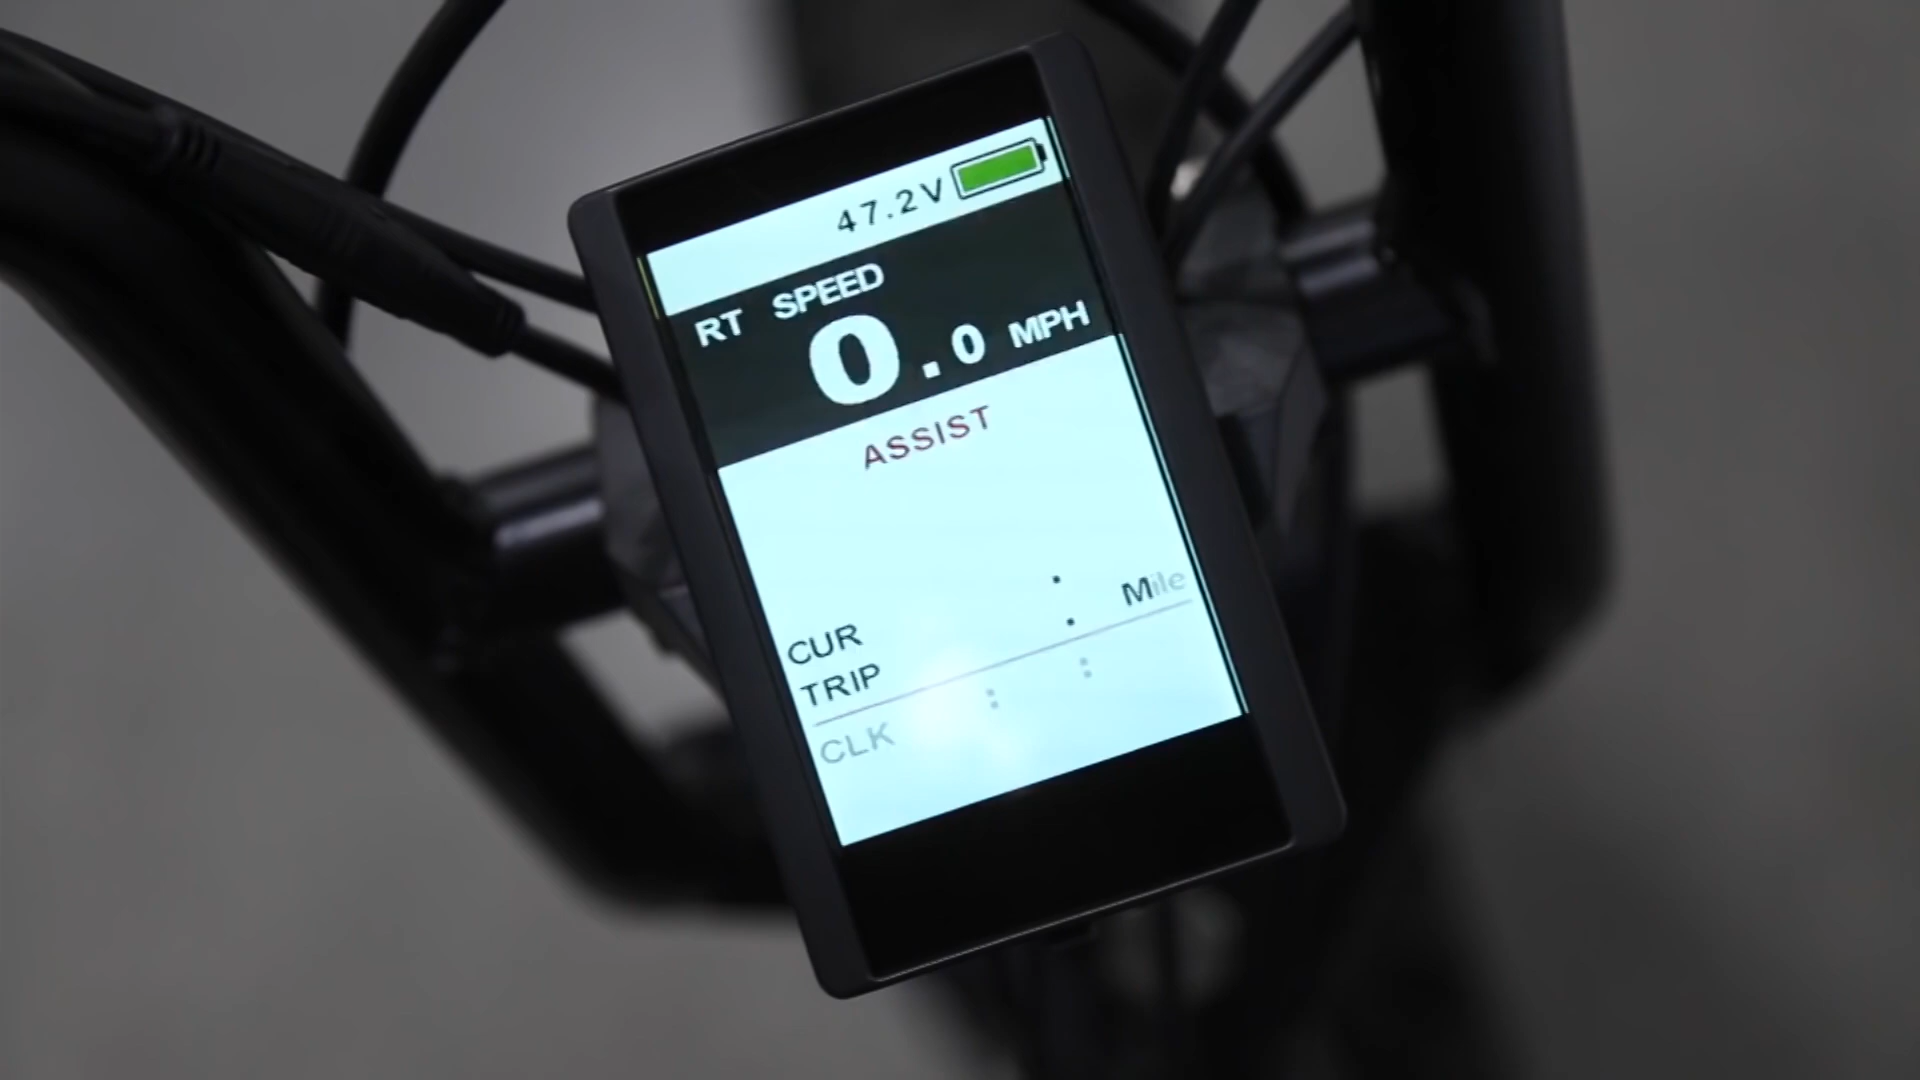 47.2V
RT SPEED
0.0 MPH
ASSIST
CUR : Mile
TRIP
CLK : :